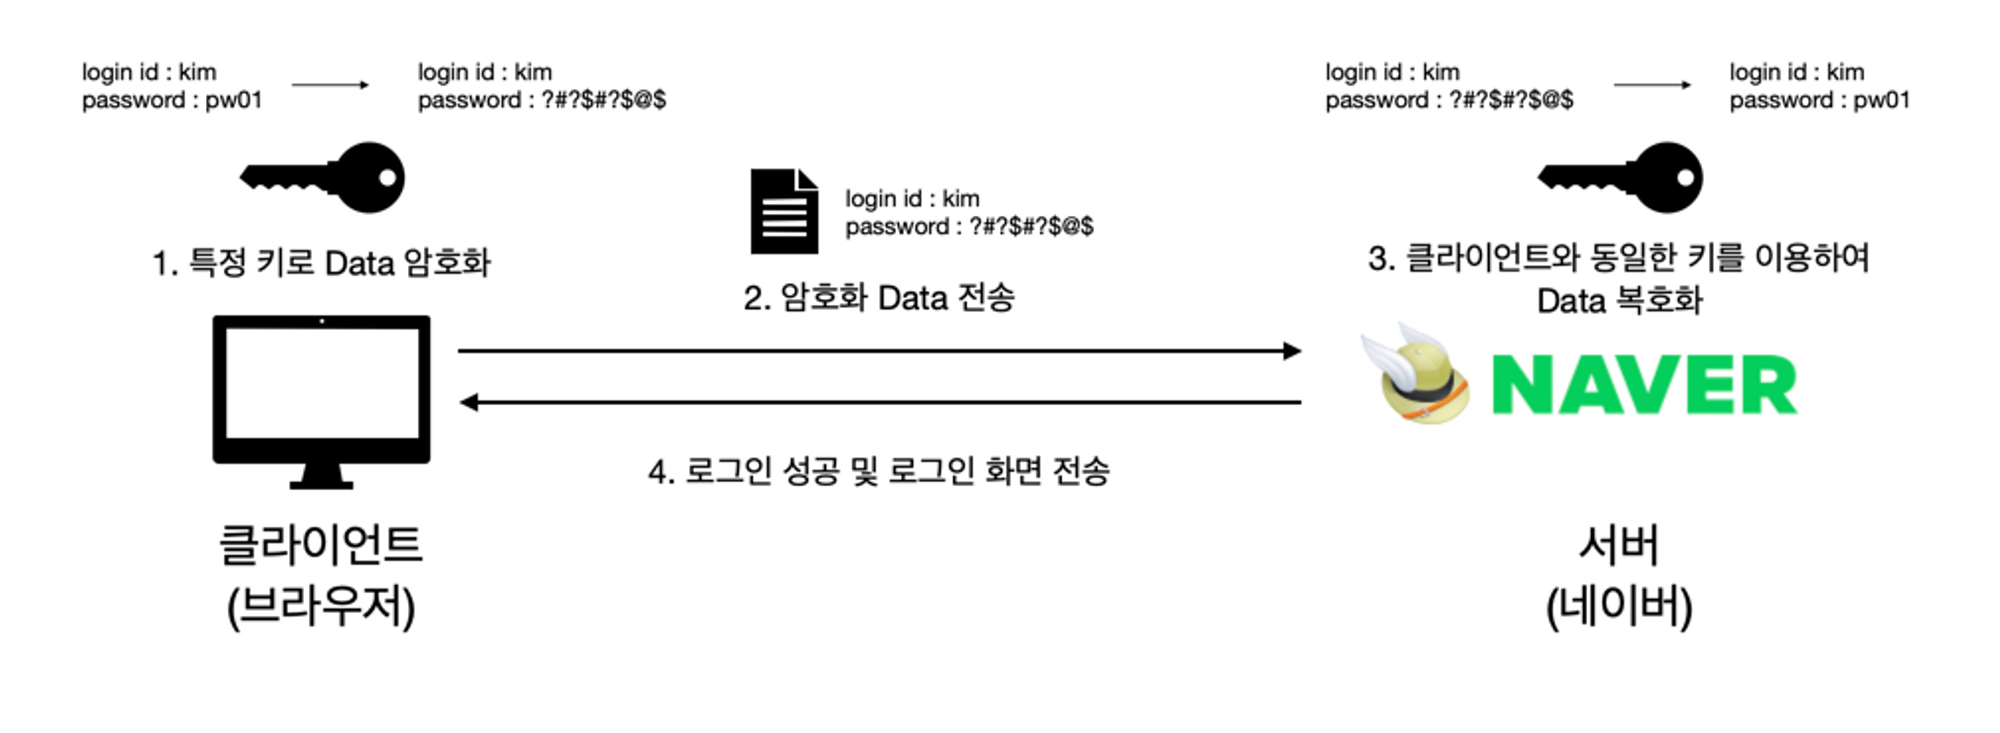 login id : kim
password : pw01
login id : kim
password : ?#?$#?$@$
1. 특정 키로 Data 암호화
login id : kim
password : ?#?$#?$@$
2. 암호화 Data 전송
login id : kim
password : ?#?$#?$@$
login id : kim
password : pw01
3. 클라이언트와 동일한 키를 이용하여
Data 복호화
NAVER
4. 로그인 성공 및 로그인 화면 전송
클라이언트
(브라우저)
서버
(네이버)